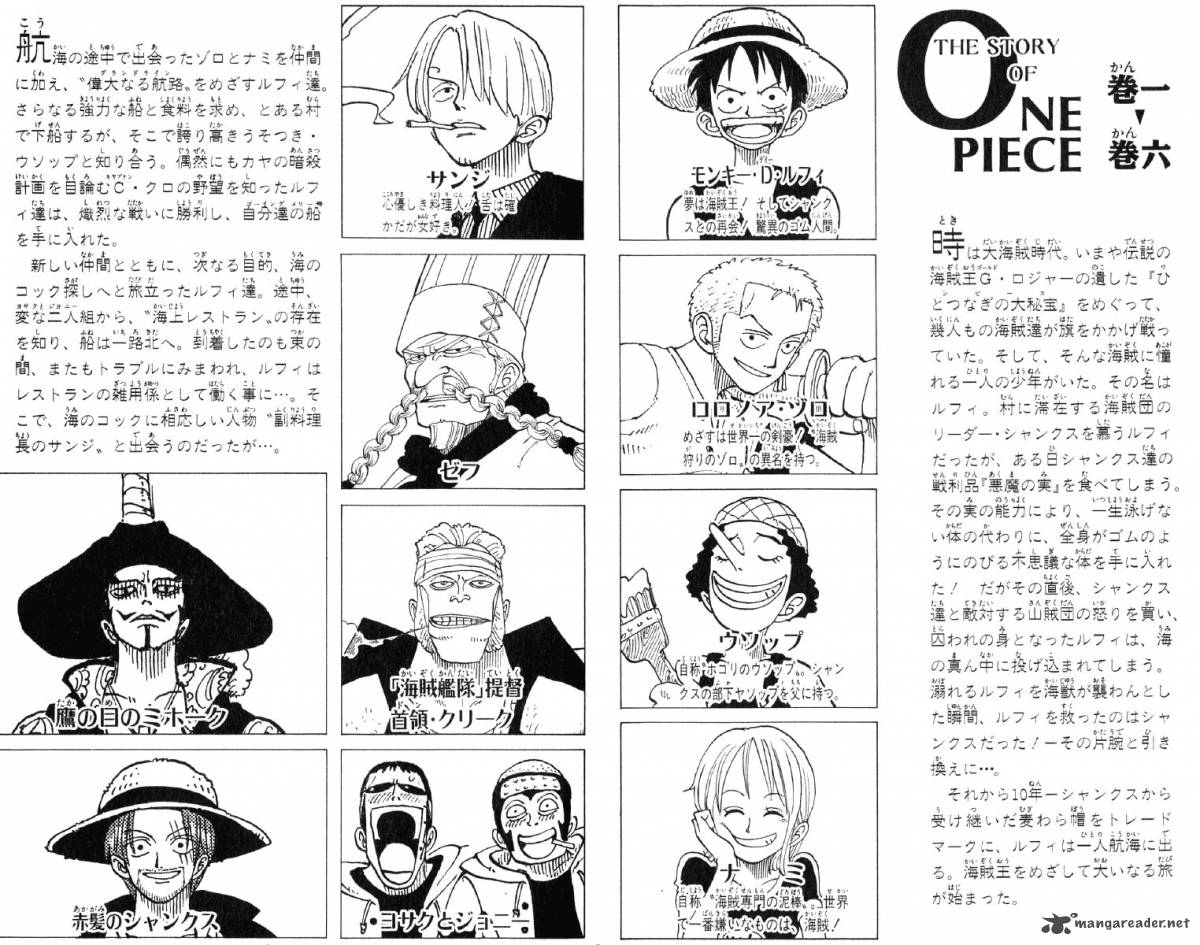 THE STORY
OF
ONE
PIECE
巻一
▼
巻六
時は大海賊時代。いまや伝説の
海賊王G・ロジャーの遺した『ひ
とつなぎの大秘宝』をめぐって、
幾人もの海賊達が旗をかかげ戦っ
ていた。そして、そんな海賊に憧
れる一人の少年がいた。その名は
ルフィ。村に滞在する海賊団の
リーダー・シャンクスを慕うルフィ
だったが、ある日シャンクス達の
戦利品『悪魔の実』を食べてしまう。
その実の能力により、一生泳げな
い体の代わりに、全身がゴムのよ
うにのびる不思議な体を手に入れ
た！ だがその直後、シャンクス
達と敵対する山賊団の怒りを買い、
囚われの身となったルフィは、海
の真ん中に投げ込まれてしまう。
溺れるルフィを海獣が襲わんとし
た瞬間、ルフィを救ったのはシャ
ンクスだった！ーその片腕と引き
換えに…。
それから10年ーシャンクスから
受け継いだ麦わら帽をトレード
マークに、ルフィは一人航海に出
る。海賊王をめざして大いなる旅
が始まった。
モンキー・D・ルフィ
夢は海賊王！ そしてシャンク
スとの再会！驚異のゴム人間。
ロロノア・ゾロ
めざすは世界一の剣豪！〝海賊
狩りのゾロ〟の異名を持つ。
ウソップ
自称〝ホコリのウソップ〟。シャン
クスの部下ヤソップを父に持つ。
ナミ
自称〝海賊専門の泥棒〟。世界
で一番嫌いなものは、海賊！
サンジ
心優しき料理人！舌は確
かだが女好き。
ゼフ
「海賊艦隊」提督
首領・クリーク
ヨサクとジョニー
航海の途中で出会ったゾロとナミを仲間
に加え、〝偉大なる航路〟をめざすルフィ達。
さらなる強力な船と食料を求め、とある村
で下船するが、そこで誇り高きうそつき・
ウソップと知り合う。偶然にもカヤの暗殺
計画を目論むC・クロの野望を知ったルフ
ィ達は、熾烈な戦いに勝利し、自分達の船
を手に入れた。
新しい仲間とともに、次なる目的、海の
コック探しへと旅立ったルフィ達。途中、
変な二人組から、〝海上レストラン〟の存在
を知り、船は一路北へ。到着したのも束の
間、またもトラブルにみまわれ、ルフィは
レストランの雑用係として働く事に…。そ
こで、海のコックに相応しい人物〝副料理
長のサンジ〟と出会うのだったが…。
鷹の目のミホーク
赤髪のシャンクス
mangareader.net